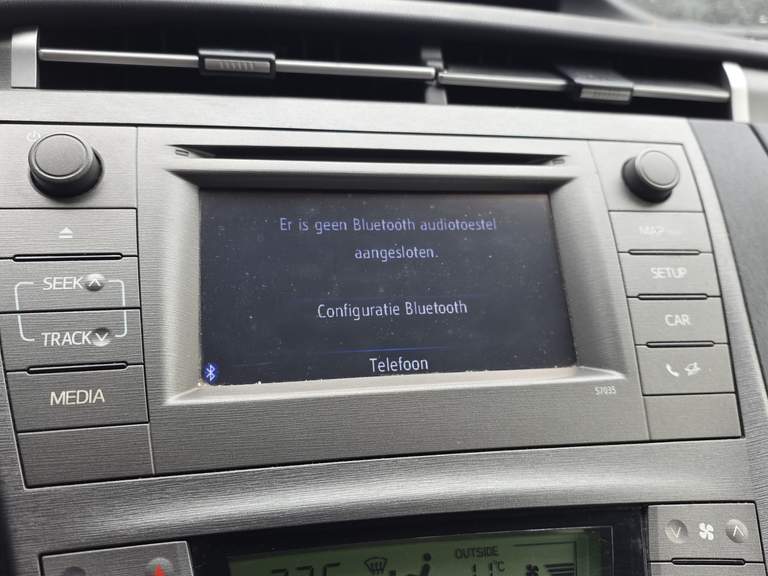 Er is geen Bluetooth audiotoestel
aangesloten.
Configuratie Bluetooth
Telefoon
SEEK
TRACK
MEDIA
MAP
SETUP
CAR
57035
OUTSIDE